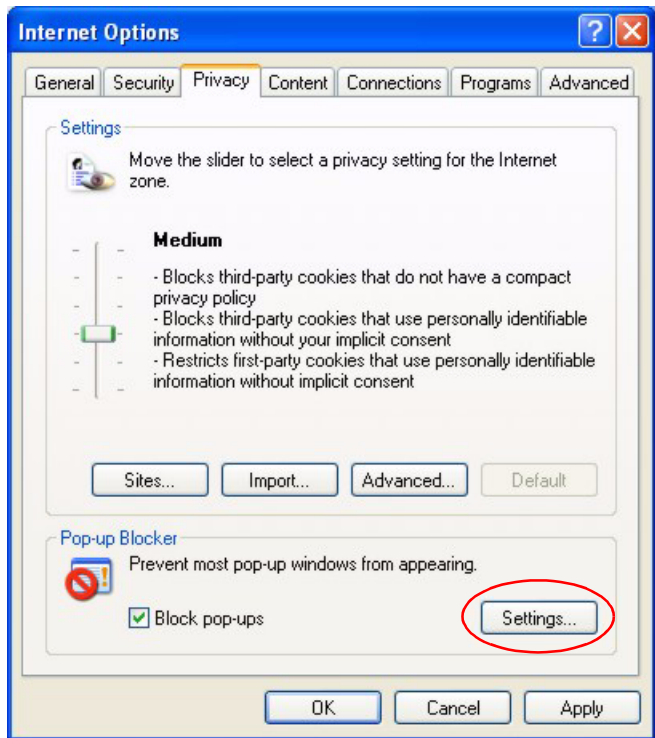 Internet Options
General Security Privacy Content Connections Programs Advanced
Settings
Move the slider to select a privacy setting for the Internet
zone.
Medium
- Blocks third-party cookies that do not have a compact
privacy policy
- Blocks third-party cookies that use personally identifiable
information without your implicit consent
- Restricts first-party cookies that use personally identifiable
information without implicit consent
Sites... Import... Advanced... Default
Pop-up Blocker
Prevent most pop-up windows from appearing.
Block pop-ups Settings...
OK Cancel Apply